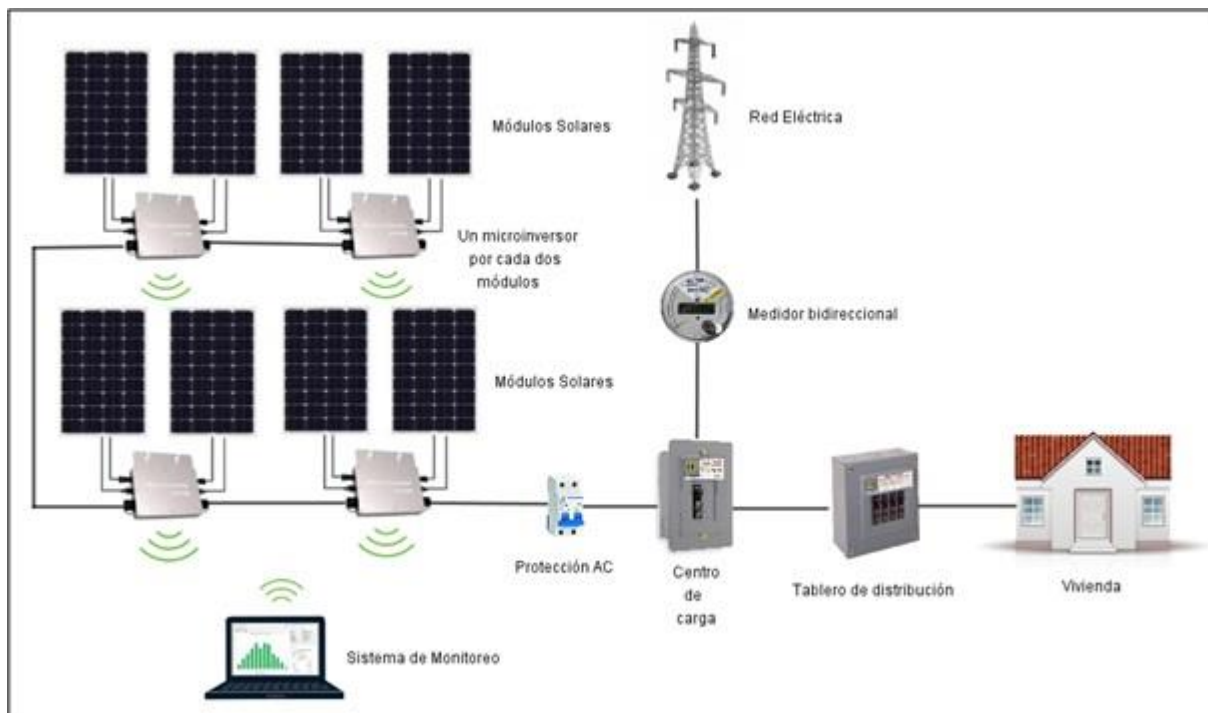 Módulos Solares
Red Eléctrica
Un microinversor
por cada dos
módulos
Medidor bidireccional
Módulos Solares
Protección AC
Centro
de
carga
Tablero de distribución
Vivienda
Sistema de Monitoreo